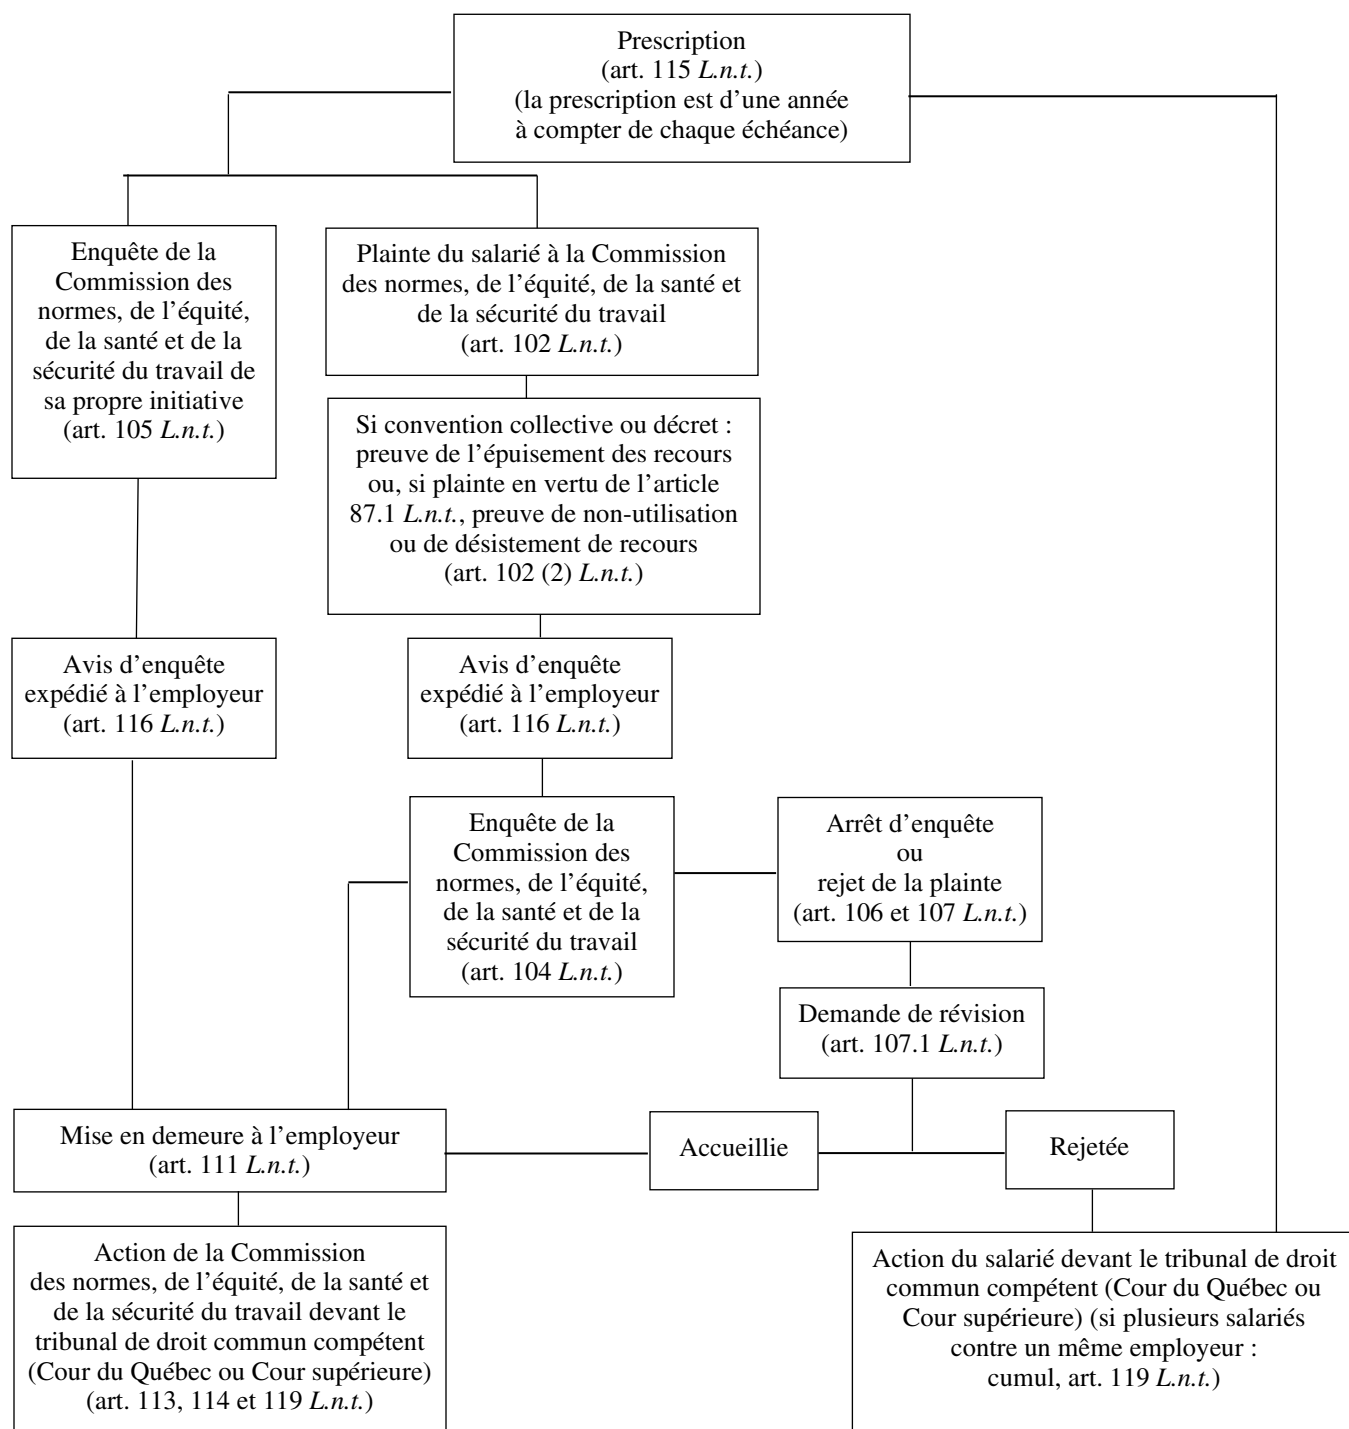 Prescription
(art. 115 L.n.t.)
(la prescription est d’une année
à compter de chaque échéance)
Enquête de la
Commission des
normes, de l’équité,
de la santé et de la
sécurité du travail de
sa propre initiative
(art. 105 L.n.t.)
Plainte du salarié à la Commission
des normes, de l’équité, de la santé et
de la sécurité du travail
(art. 102 L.n.t.)
Si convention collective ou décret :
preuve de l’épuisement des recours
ou, si plainte en vertu de l’article
87.1 L.n.t., preuve de non-utilisation
ou de désistement de recours
(art. 102 (2) L.n.t.)
Avis d’enquête
expédié à l’employeur
(art. 116 L.n.t.)
Avis d’enquête
expédié à l’employeur
(art. 116 L.n.t.)
Enquête de la
Commission des
normes, de l’équité,
de la santé et de la
sécurité du travail
(art. 104 L.n.t.)
Arrêt d’enquête
ou
rejet de la plainte
(art. 106 et 107 L.n.t.)
Demande de révision
(art. 107.1 L.n.t.)
Mise en demeure à l’employeur
(art. 111 L.n.t.)
Accueillie
Rejetée
Action de la Commission
des normes, de l’équité, de la santé et
de la sécurité du travail devant le
tribunal de droit commun compétent
(Cour du Québec ou Cour supérieure)
(art. 113, 114 et 119 L.n.t.)
Action du salarié devant le tribunal de droit
commun compétent (Cour du Québec ou
Cour supérieure) (si plusieurs salariés
contre un même employeur :
cumul, art. 119 L.n.t.)